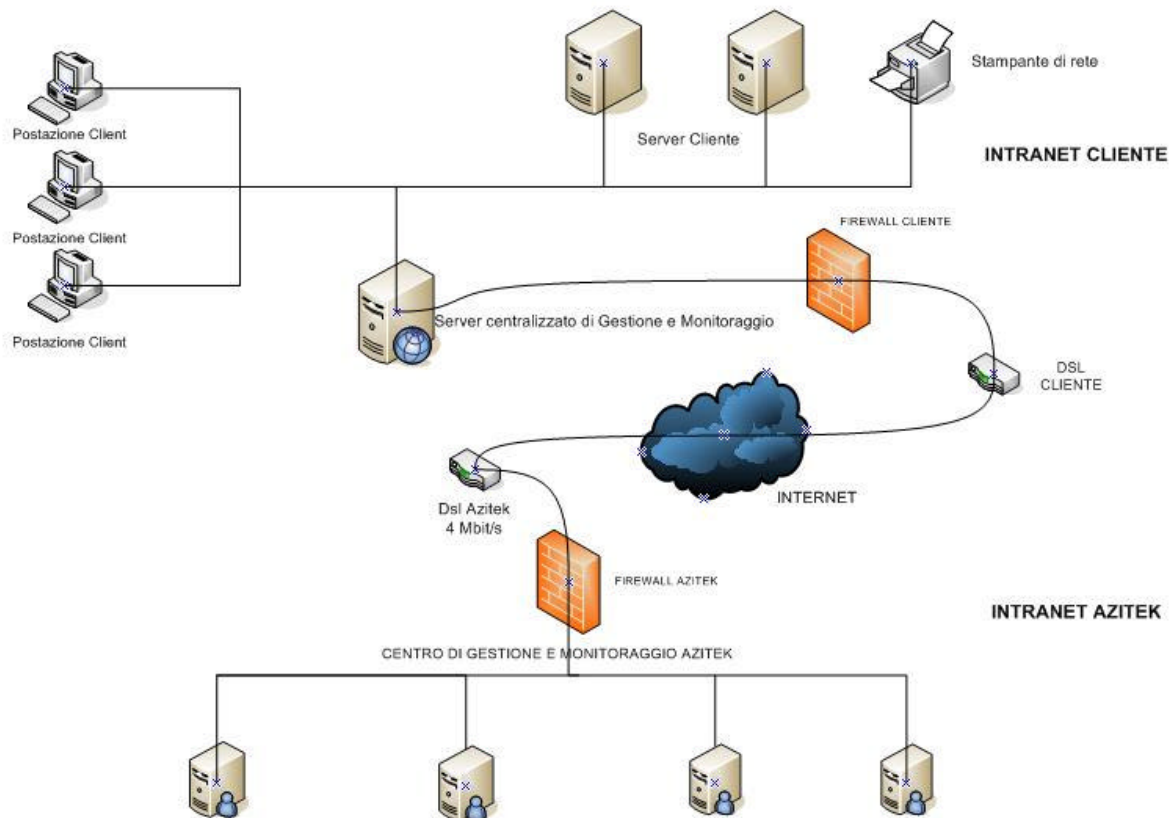 Stampante di rete
Postazione Client
Server Cliente
INTRANET CLIENTE
Postazione Client
FIREWALL CLIENTE
Server centralizzato di Gestione e Monitoraggio
Postazione Client
DSL
CLIENTE
INTERNET
Dsl Azitek
4 Mbit/s
FIREWALL AZITEK
INTRANET AZITEK
CENTRO DI GESTIONE E MONITORAGGIO AZITEK